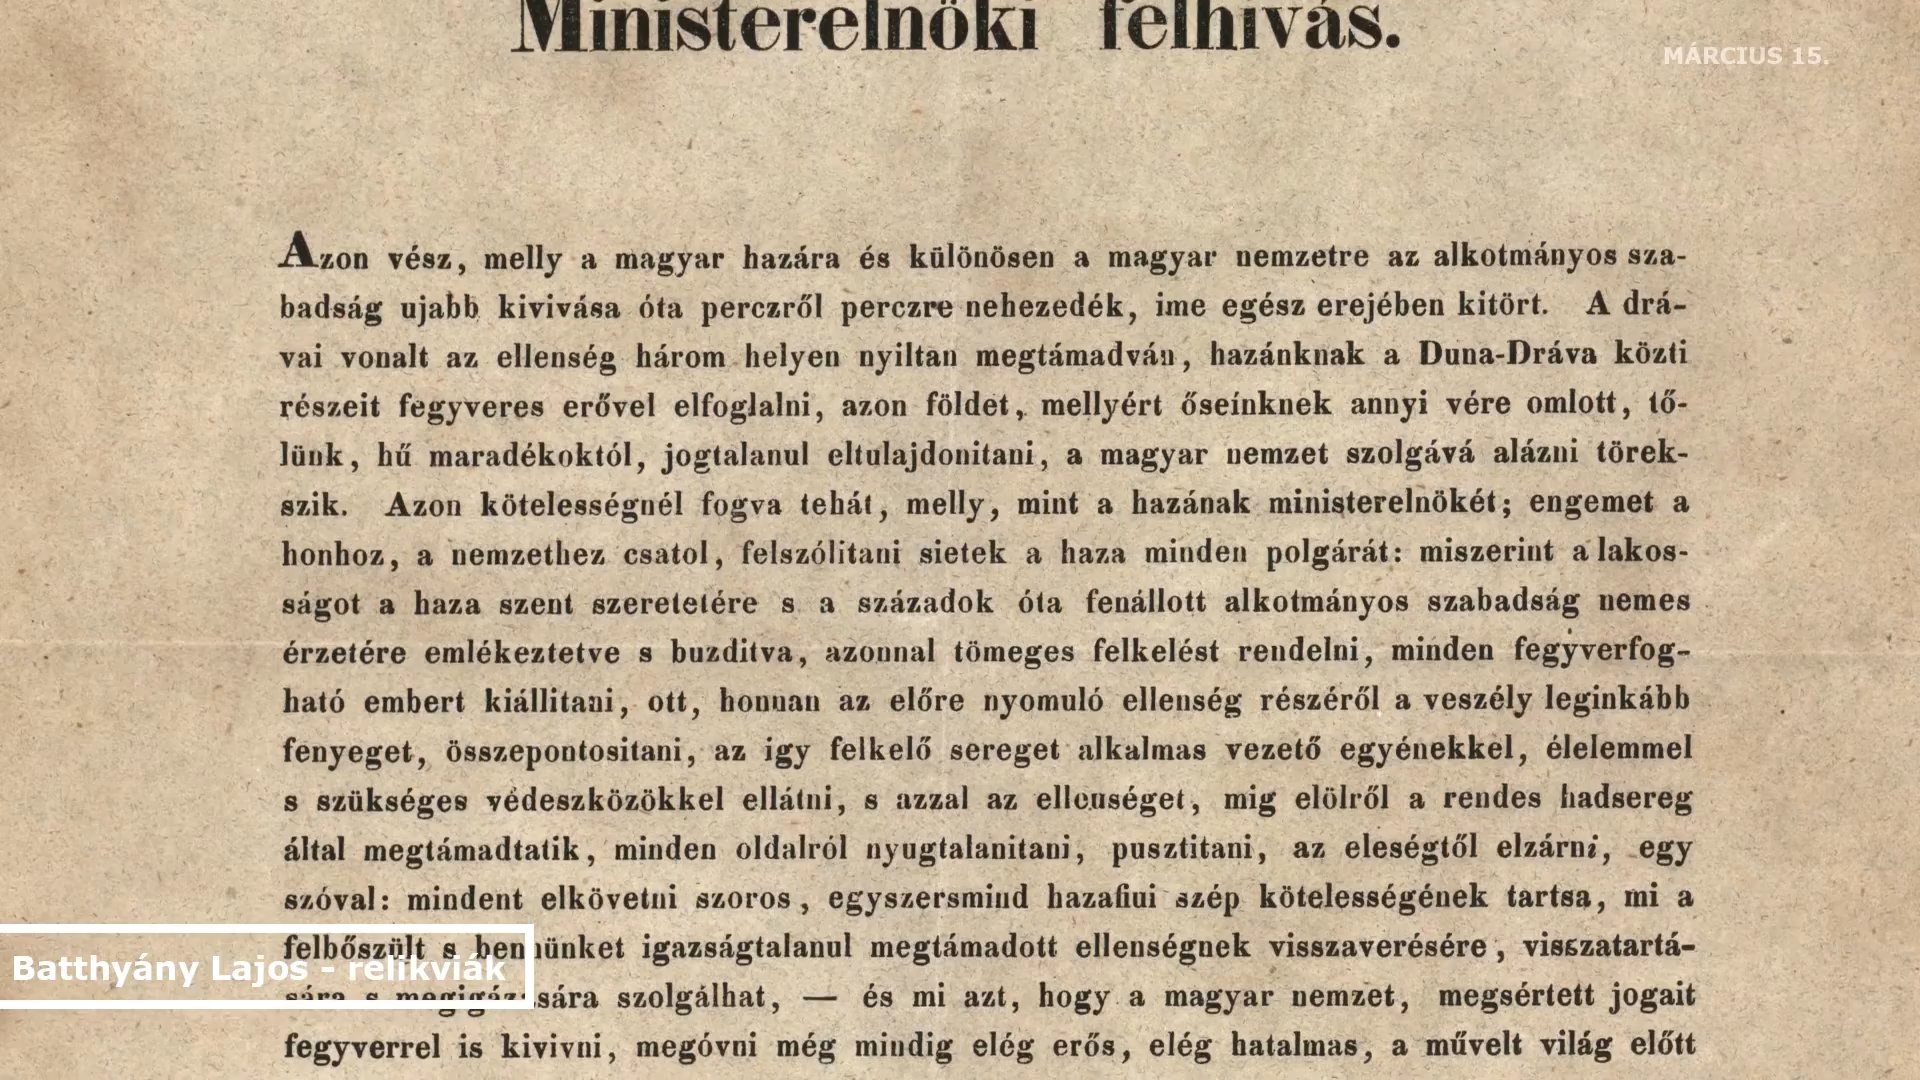 Ministerelnöki felhivás.
MÁRCIUS 15.
Azon vész, melly a magyar hazára és különösen a magyar nemzetre az alkotmányos sza-
badság ujabb kivivása óta perczről perczre nehezedék, ime egész erejében kitört. A drá-
vai vonalt az ellenség három helyen nyiltan megtámadván, hazánknak a Duna-Dráva közti
részeit fegyveres erővel elfoglalni, azon földet, mellyért őseinknek annyi vére omlott, tő-
lünk, hű maradékoktól, jogtalanul eltulajdonitani, a magyar nemzet szolgává alázni törek-
szik. Azon kötelességnél fogva tehát, melly, mint a hazának ministerelnökét; engemet a
honhoz, a nemzethez csatol, felszólitani sietek a haza minden polgárát: miszerint a lakos-
ságot a haza szent szeretetére s a századok óta fenállott alkotmányos szabadság nemes
érzetére emlékeztetve s buzditva, azonnal tömeges felkelést rendelni, minden fegyverfog-
ható embert kiállitani, ott, honnan az előre nyomuló ellenség részéről a veszély leginkább
fenyeget, összepontositani, az igy felkelő sereget alkalmas vezető egyénekkel, élelemmel
s szükséges védeszközökkel ellátni, s azzal az ellenséget, mig elölről a rendes hadsereg
által megtámadtatik, minden oldalról nyugtalanitani, pusztitani, az eleségtől elzárni, egy
szóval: mindent elkövetni szoros, egyszersmind hazafiui szép kötelességének tartsa, mi a
felbőszült s bennünket igazságtalanul megtámadott ellenségnek visszaverésére, visszatartá-
sára s megigázására szolgálhat, — és mi azt, hogy a magyar nemzet, megsértett jogait
fegyverrel is kivivni, megóvni még mindig elég erős, elég hatalmas, a művelt világ előtt
Batthyány Lajos - relikviák